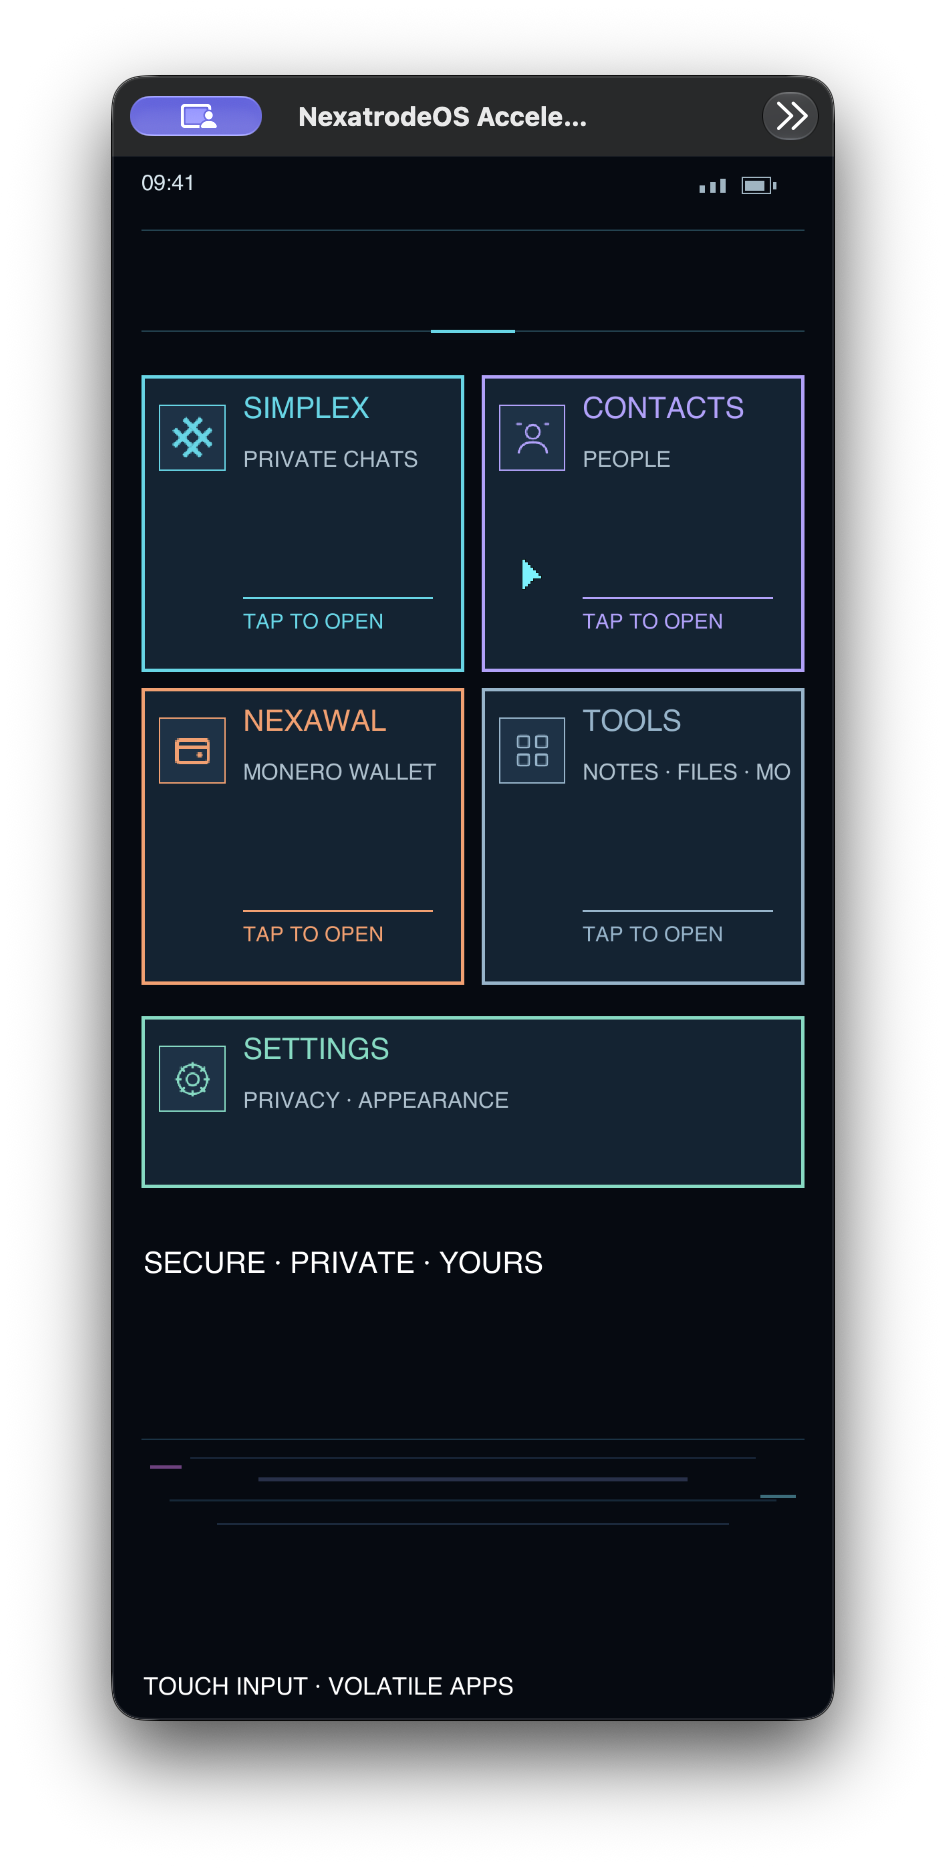 NexatrodeOS Accele...
09:41
SIMPLEX
PRIVATE CHATS
TAP TO OPEN
CONTACTS
PEOPLE
TAP TO OPEN
NEXAWAL
MONERO WALLET
TAP TO OPEN
TOOLS
NOTES · FILES · MO
TAP TO OPEN
SETTINGS
PRIVACY · APPEARANCE
SECURE · PRIVATE · YOURS
TOUCH INPUT · VOLATILE APPS